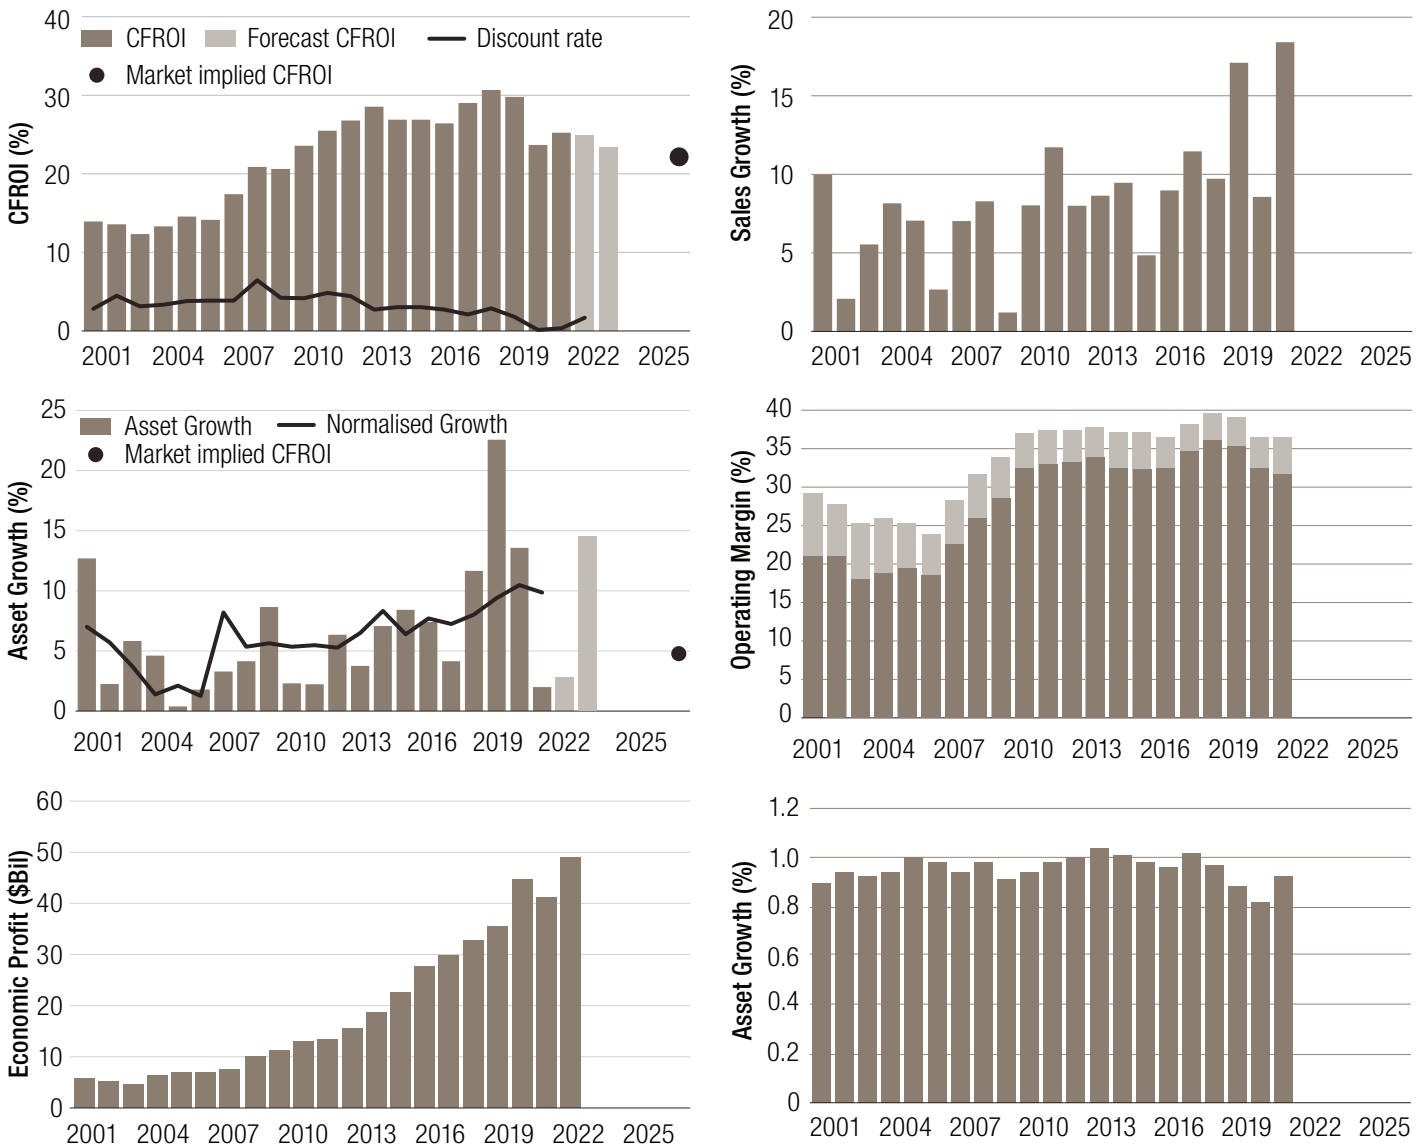 CFROI Forecast CFROI Discount rate
Market implied CFROI
CFROI (%)
40
30
20
10
0
2001 2004 2007 2010 2013 2016 2019 2022 2025
Sales Growth (%)
20
15
10
5
0
2001 2004 2007 2010 2013 2016 2019 2022 2025
Asset Growth Normalised Growth
Market implied CFROI
Asset Growth (%)
25
20
15
10
5
0
2001 2004 2007 2010 2013 2016 2019 2022 2025
Operating Margin (%)
40
35
30
25
20
15
10
5
0
2001 2004 2007 2010 2013 2016 2019 2022 2025
Economic Profit ($Bil)
60
50
40
30
20
10
0
2001 2004 2007 2010 2013 2016 2019 2022 2025
Asset Growth (%)
1.2
1.0
0.8
0.6
0.4
0.2
0
2001 2004 2007 2010 2013 2016 2019 2022 2025